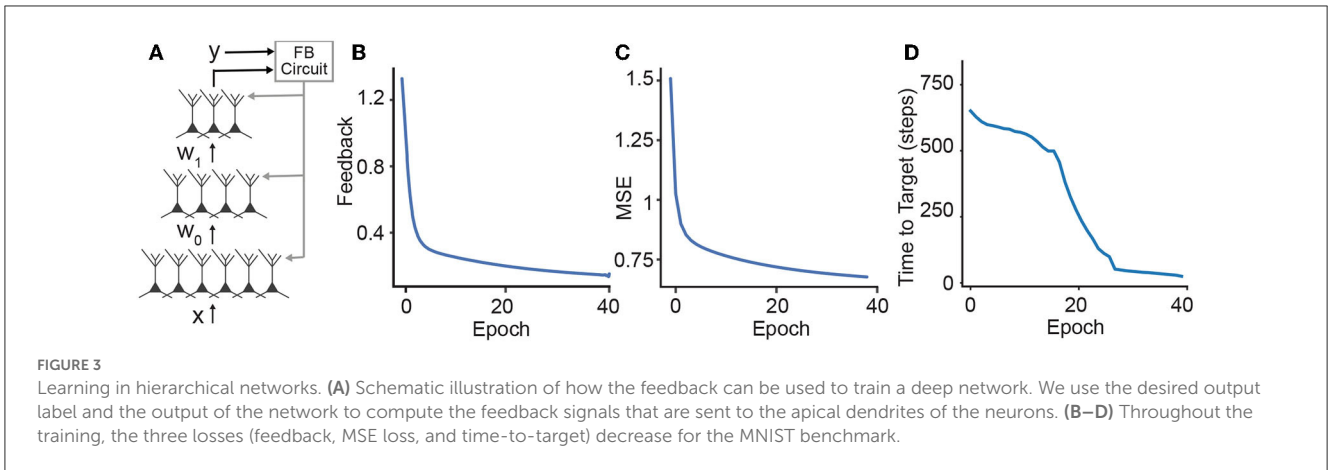 A
y
FB
Circuit
W1
W0
x
B
Feedback
1.2
0.8
0.4
0 20 40
Epoch
C
MSE
1.5
1.25
1
0.75
0 20 40
Epoch
D
Time to Target (steps)
750
500
250
0
0 20 40
Epoch
FIGURE 3
Learning in hierarchical networks. (A) Schematic illustration of how the feedback can be used to train a deep network. We use the desired output
label and the output of the network to compute the feedback signals that are sent to the apical dendrites of the neurons. (B–D) Throughout the
training, the three losses (feedback, MSE loss, and time-to-target) decrease for the MNIST benchmark.